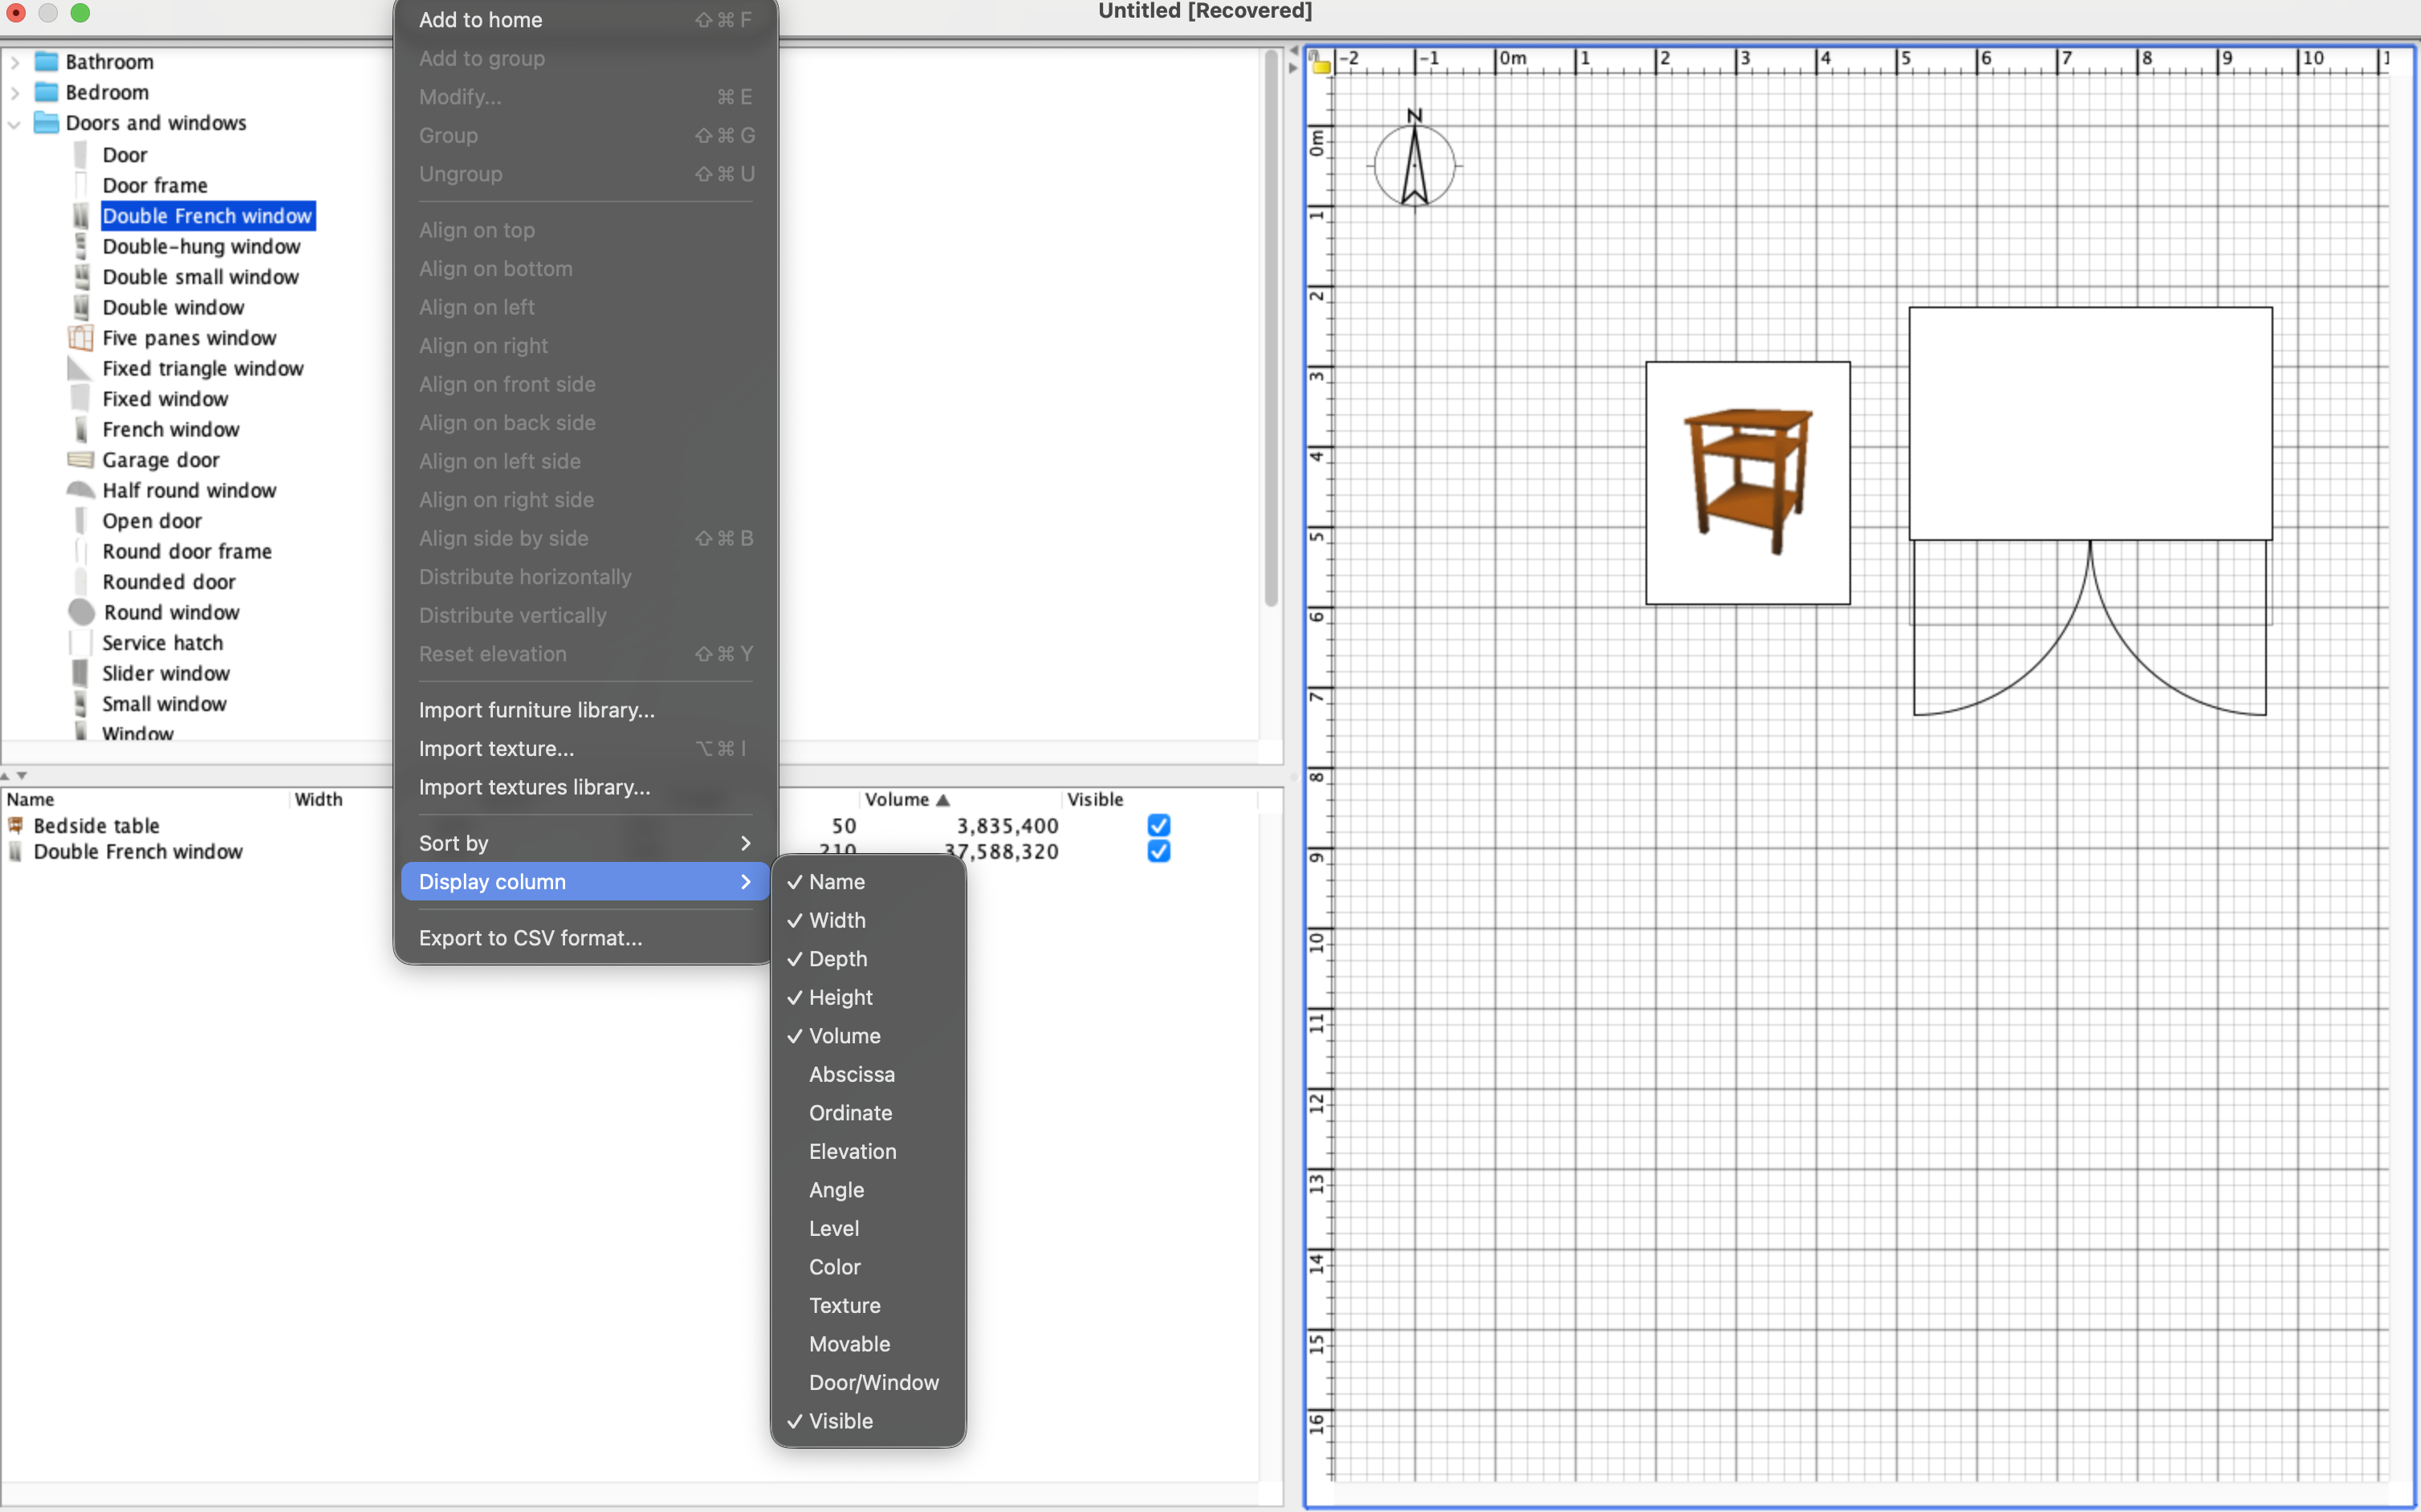 Untitled [Recovered]
Bathroom
Bedroom
Doors and windows
Door
Door frame
Double French window
Double-hung window
Double small window
Double window
Five panes window
Fixed triangle window
Fixed window
French window
Garage door
Half round window
Open door
Round door frame
Rounded door
Round window
Service hatch
Slider window
Small window
Window
Add to home ⇧⌘F
Add to group
Modify... ⌘E
Group ⇧⌘G
Ungroup ⇧⌘U
Align on top
Align on bottom
Align on left
Align on right
Align on front side
Align on back side
Align on left side
Align on right side
Align side by side ⇧⌘B
Distribute horizontally
Distribute vertically
Reset elevation ⇧⌘Y
Import furniture library...
Import texture... ⌥⌘I
Import textures library...
Sort by
Display column
Export to CSV format...
Name
Width
Depth
Height
Volume
Abscissa
Ordinate
Elevation
Angle
Level
Color
Texture
Movable
Door/Window
Visible
Name Width Volume Visible
Bedside table 50 3,835,400
Double French window 210 37,588,320
-2 -1 0m 1 2 3 4 5 6 7 8 9 10
N
0m
1
2
3
4
5
6
7
8
9
10
11
12
13
14
15
16